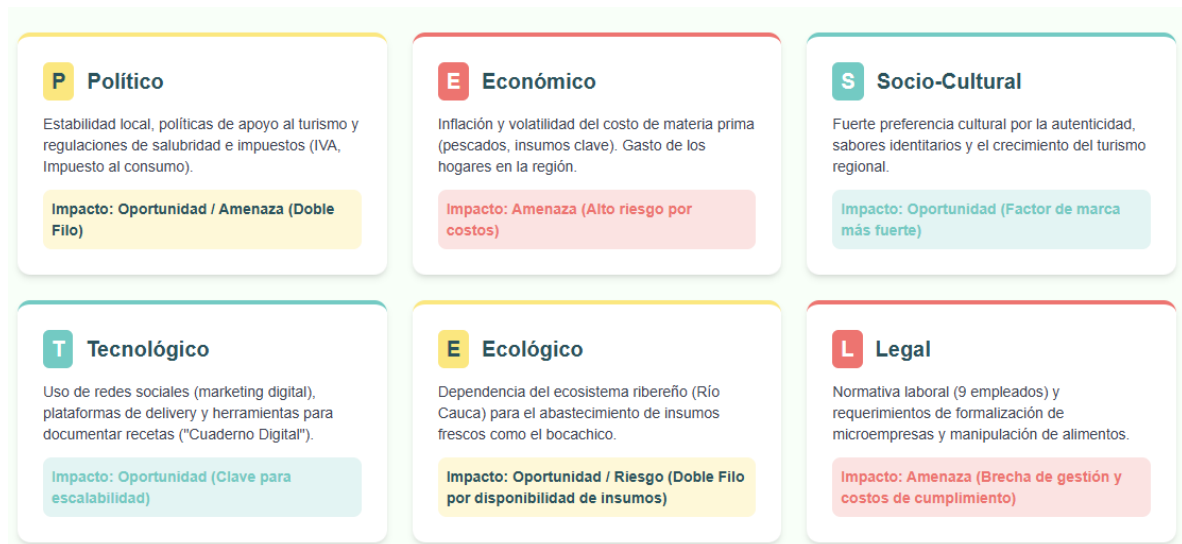 P Político
Estabilidad local, políticas de apoyo al turismo y
regulaciones de salubridad e impuestos (IVA,
Impuesto al consumo).
Impacto: Oportunidad / Amenaza (Doble
Filo)
E Económico
Inflación y volatilidad del costo de materia prima
(pescados, insumos clave). Gasto de los
hogares en la región.
Impacto: Amenaza (Alto riesgo por
costos)
S Socio-Cultural
Fuerte preferencia cultural por la autenticidad,
sabores identitarios y el crecimiento del turismo
regional.
Impacto: Oportunidad (Factor de marca
más fuerte)
T Tecnológico
Uso de redes sociales (marketing digital),
plataformas de delivery y herramientas para
documentar recetas ("Cuaderno Digital").
Impacto: Oportunidad (Clave para
escalabilidad)
E Ecológico
Dependencia del ecosistema ribereño (Río
Cauca) para el abastecimiento de insumos
frescos como el bocachico.
Impacto: Oportunidad / Riesgo (Doble Filo
por disponibilidad de insumos)
L Legal
Normativa laboral (9 empleados) y
requerimientos de formalización de
microempresas y manipulación de alimentos.
Impacto: Amenaza (Brecha de gestión y
costos de cumplimiento)